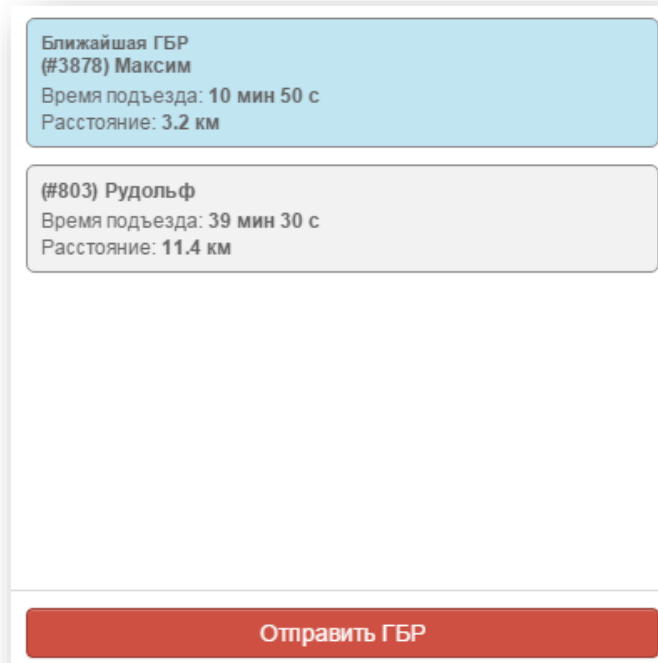 Ближайшая ГБР
(#3878) Максим
Время подъезда: 10 мин 50 с
Расстояние: 3.2 км
(#803) Рудольф
Время подъезда: 39 мин 30 с
Расстояние: 11.4 км
Отправить ГБР